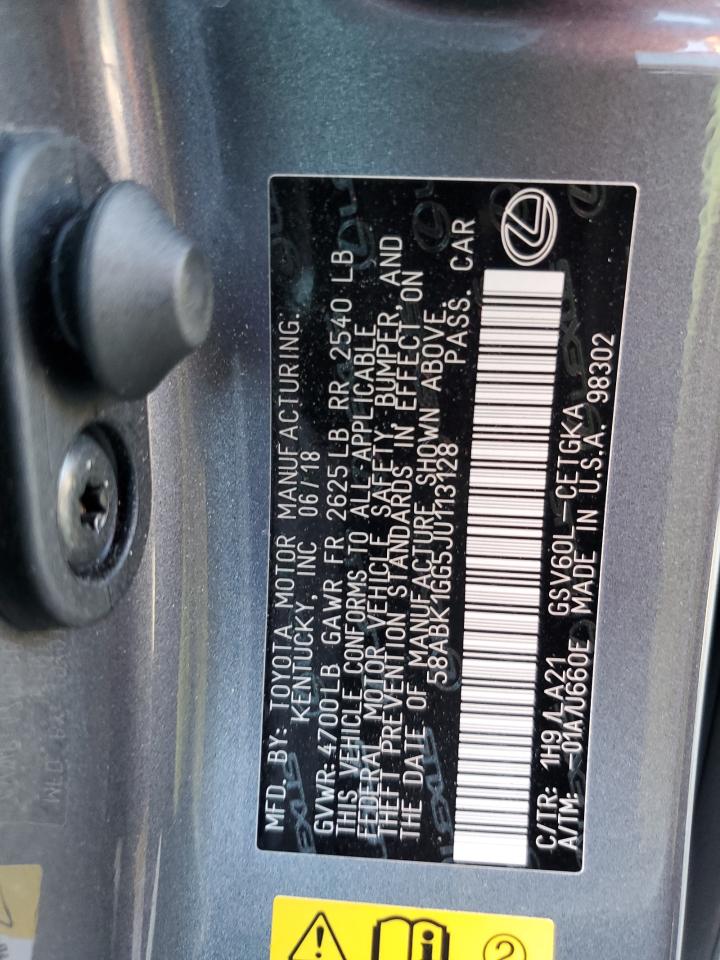 MFD. BY: TOYOTA MOTOR MANUFACTURING.
KENTUCKY, INC 06/18
GVWR: 4700LB GAWR FR 2625 LB RR 2540 LB
THIS VEHICLE CONFORMS TO ALL APPLICABLE
FEDERAL MOTOR VEHICLE SAFETY, BUMPER, AND
THEFT PREVENTION STANDARDS IN EFFECT ON
THE DATE OF MANUFACTURE SHOWN ABOVE.
58ABK1GG5JU113128 PASS. CAR
C/TR: 1H9/LA21 GSV60L-CETGKA
A/TM: -01A/U660E MADE IN U.S.A. 98302
2